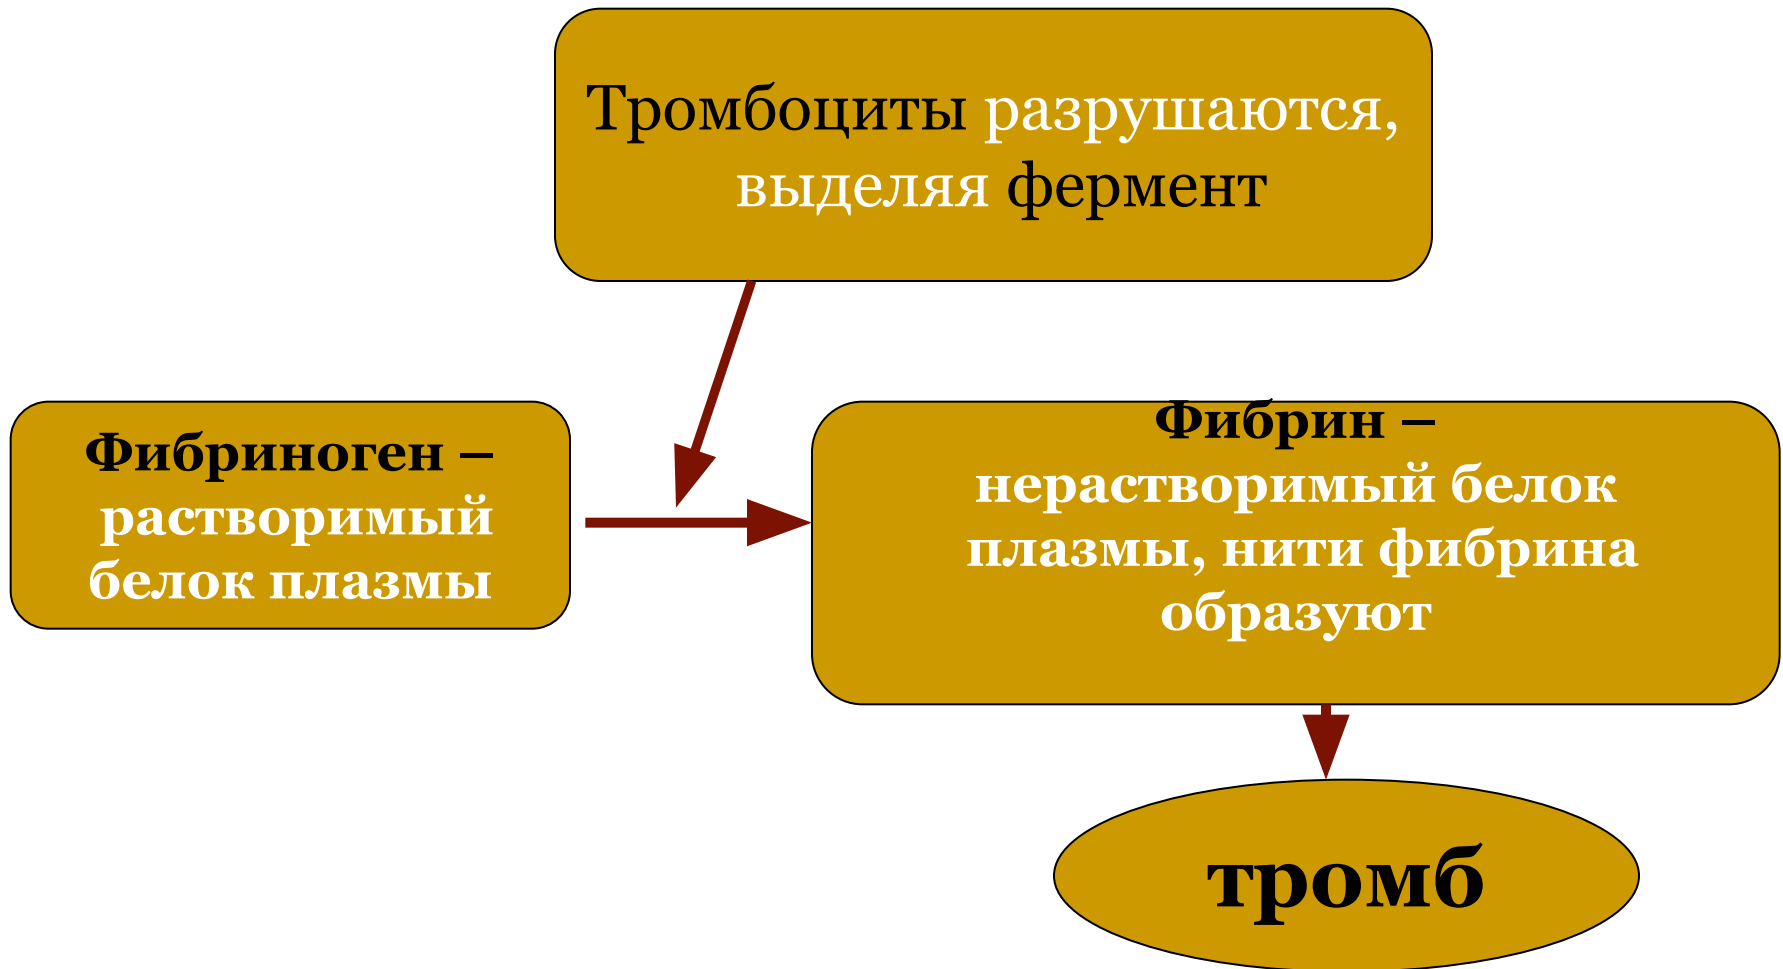 Тромбоциты разрушаются,
выделяя фермент
Фибриноген –
растворимый
белок плазмы
Фибрин –
нерастворимый белок
плазмы, нити фибрина
образуют
тромб